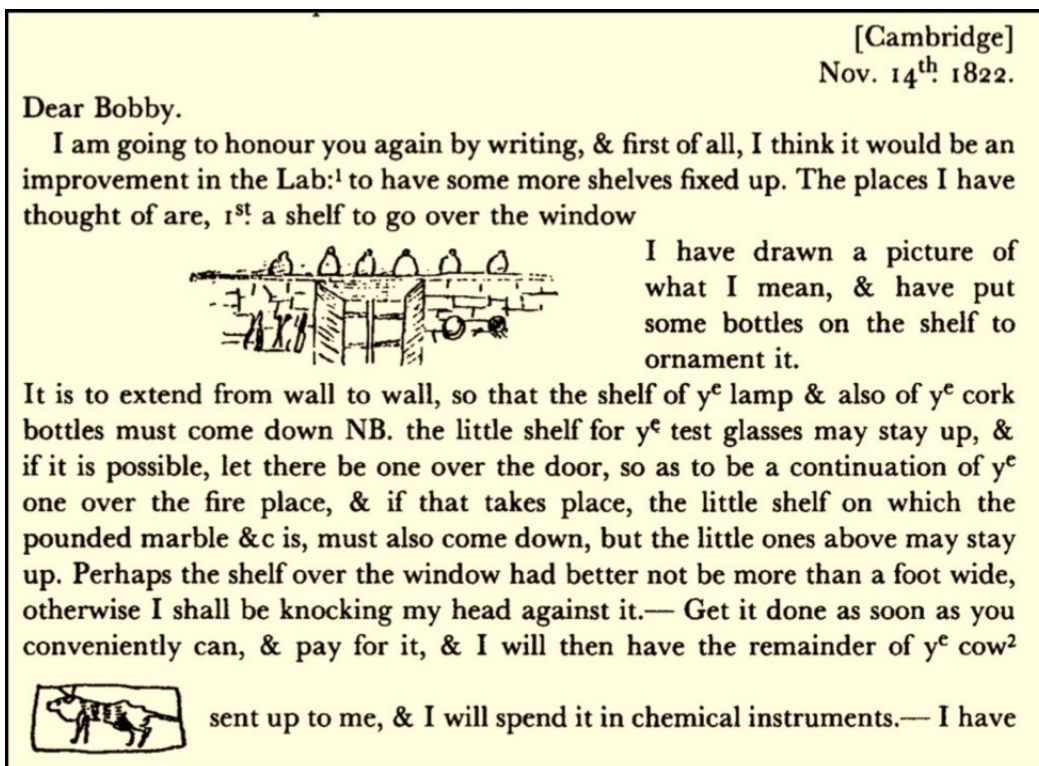 [Cambridge]
Nov. 14th. 1822.
Dear Bobby.
I am going to honour you again by writing, & first of all, I think it would be an
improvement in the Lab:¹ to have some more shelves fixed up. The places I have
thought of are, 1st. a shelf to go over the window
I have drawn a picture of
what I mean, & have put
some bottles on the shelf to
ornament it.
It is to extend from wall to wall, so that the shelf of yᵉ lamp & also of yᵉ cork
bottles must come down NB. the little shelf for yᵉ test glasses may stay up, &
if it is possible, let there be one over the door, so as to be a continuation of yᵉ
one over the fire place, & if that takes place, the little shelf on which the
pounded marble &c is, must also come down, but the little ones above may stay
up. Perhaps the shelf over the window had better not be more than a foot wide,
otherwise I shall be knocking my head against it.— Get it done as soon as you
conveniently can, & pay for it, & I will then have the remainder of yᵉ cow²
sent up to me, & I will spend it in chemical instruments.— I have